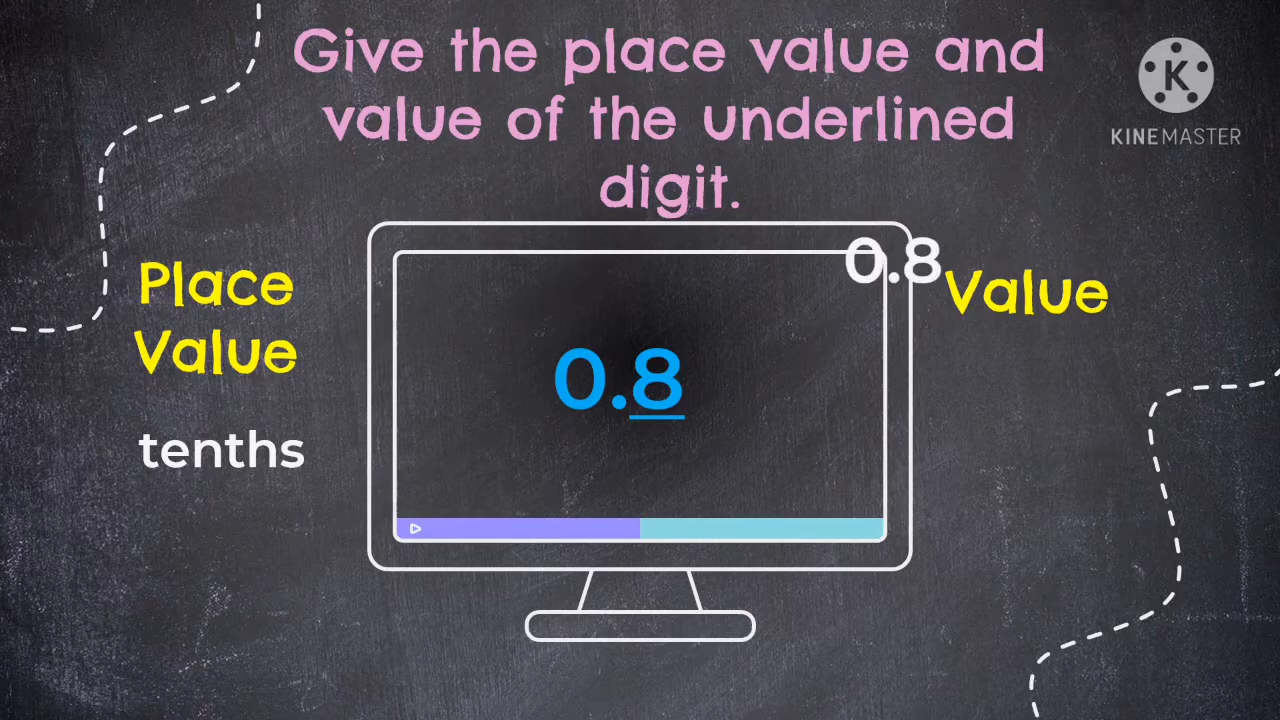 Give the place value and
value of the underlined
digit.
K
KINEMASTER
Place
Value
tenths
0.8
0.8
Value